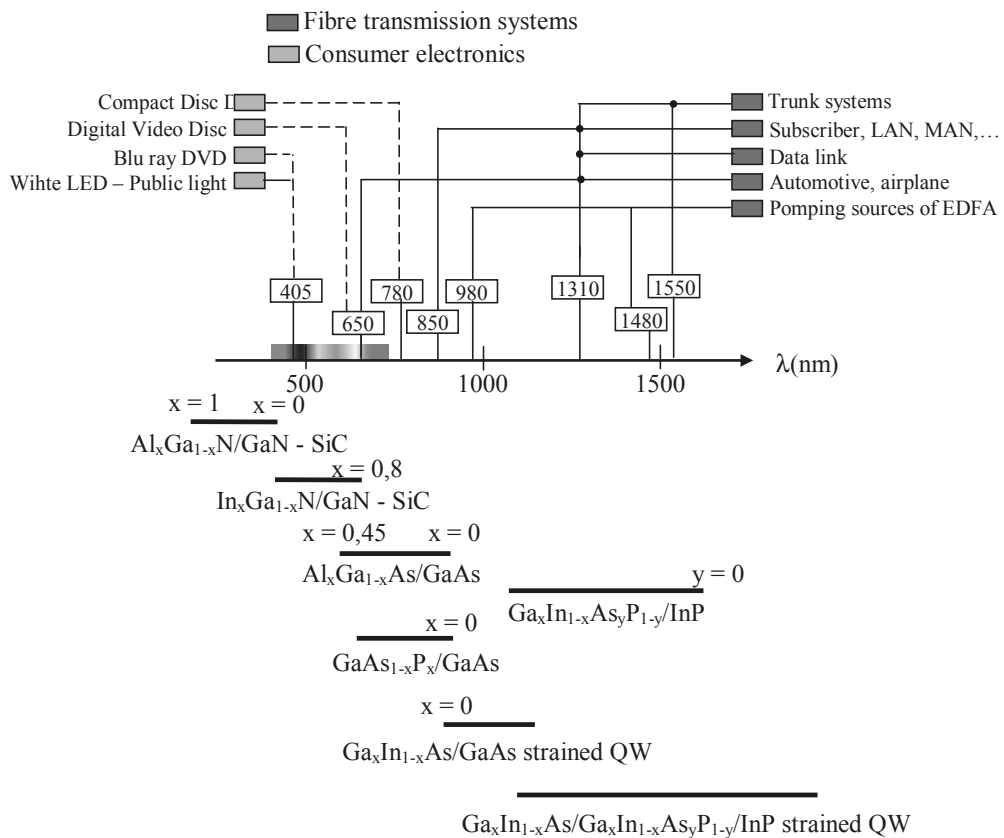 Fibre transmission systems
Consumer electronics
Compact Disc
Trunk systems
Digital Video Disc
Subscriber, LAN, MAN,…
Blu ray DVD
Data link
Wihte LED – Public light
Automotive, airplane
Pomping sources of EDFA
405
780
980
1310
1550
650
850
1480
500
1000
1500
λ(nm)
x = 1
x = 0
AlₓGa₁₋ₓN/GaN - SiC
x = 0,8
InₓGa₁₋ₓN/GaN - SiC
x = 0,45
x = 0
AlₓGa₁₋ₓAs/GaAs
y = 0
GaₓIn₁₋ₓAsyP₁₋y/InP
x = 0
GaAs₁₋ₓPₓ/GaAs
x = 0
GaₓIn₁₋ₓAs/GaAs strained QW
GaₓIn₁₋ₓAs/GaₓIn₁₋ₓAsyP₁₋y/InP strained QW